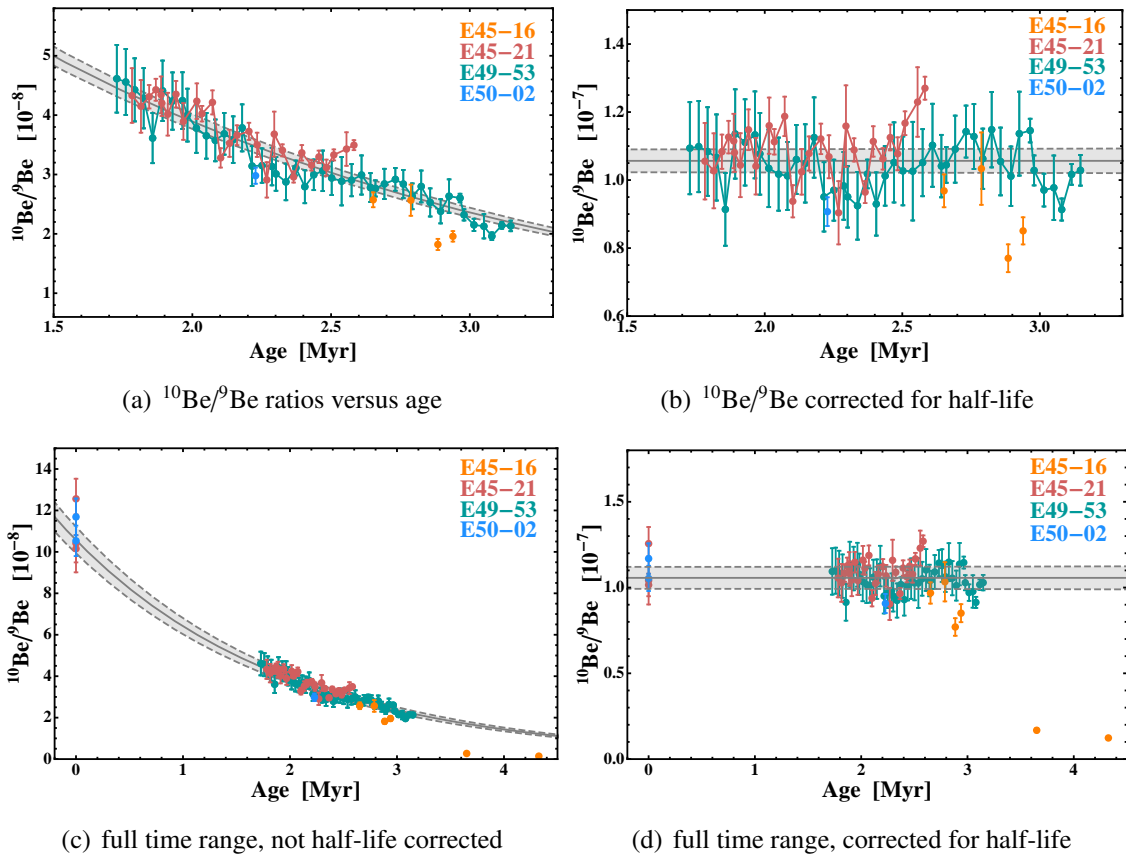 E45−16
E45−21
E49−53
E50−02
5
4
3
2
1
1.5
2.0
2.5
3.0
¹⁰Be/⁹Be [10⁻⁸]
Age [Myr]
(a) ¹⁰Be/⁹Be ratios versus age
E45−16
E45−21
E49−53
E50−02
1.4
1.2
1.0
0.8
0.6
1.5
2.0
2.5
3.0
¹⁰Be/⁹Be [10⁻⁷]
Age [Myr]
(b) ¹⁰Be/⁹Be corrected for half-life
E45−16
E45−21
E49−53
E50−02
14
12
10
8
6
4
2
0
0
1
2
3
4
¹⁰Be/⁹Be [10⁻⁸]
Age [Myr]
(c) full time range, not half-life corrected
E45−16
E45−21
E49−53
E50−02
1.5
1.0
0.5
0.0
0
1
2
3
4
¹⁰Be/⁹Be [10⁻⁷]
Age [Myr]
(d) full time range, corrected for half-life